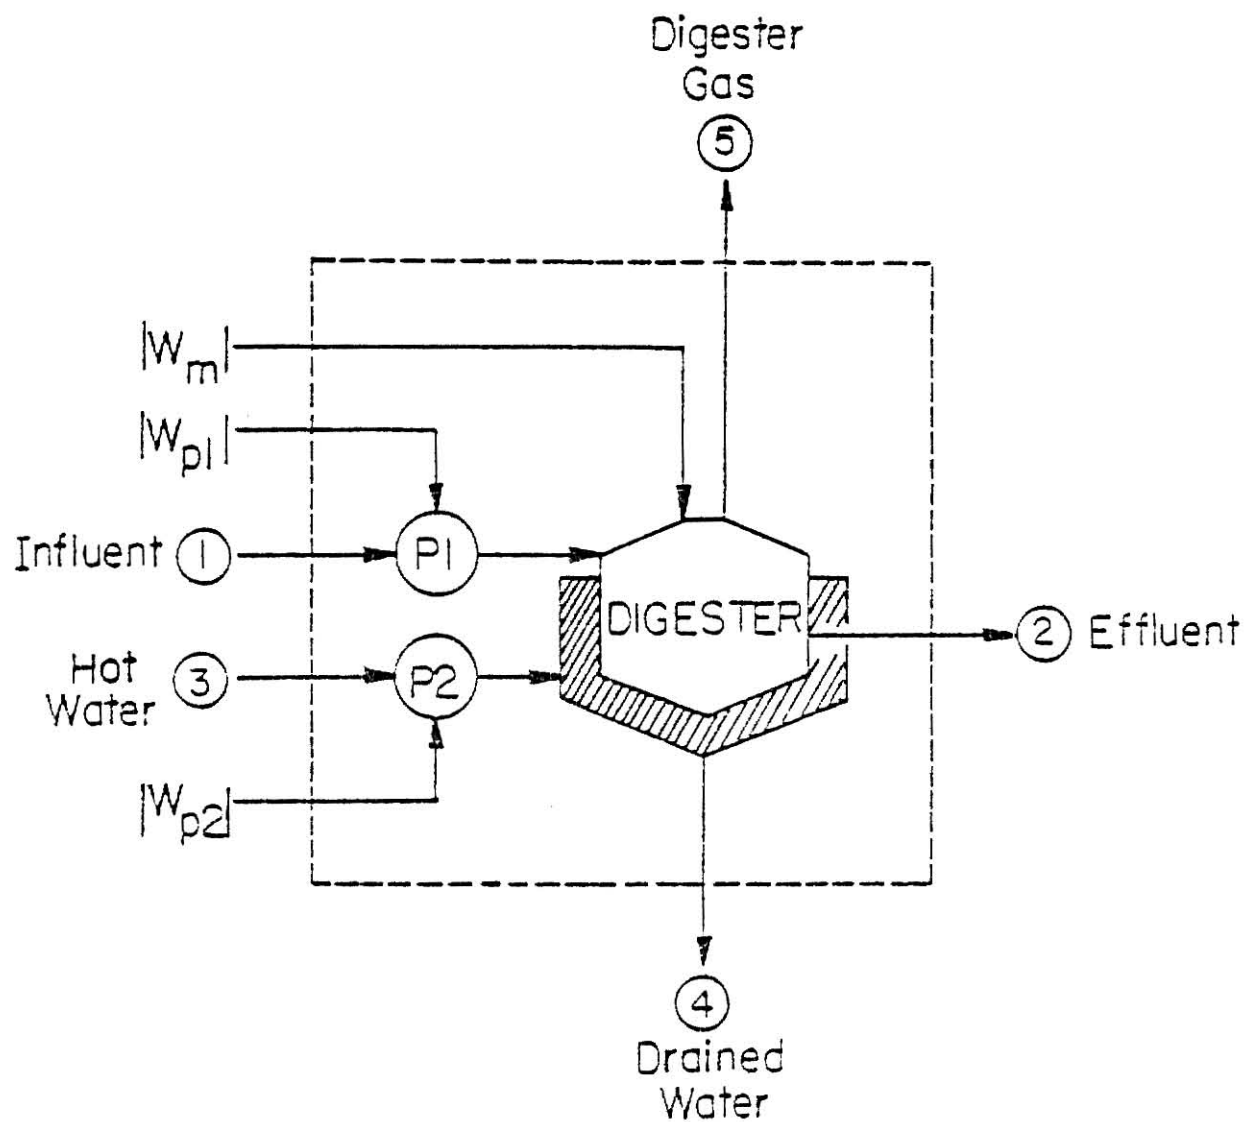 Digester
Gas
5
|Wm|
|Wp1|
Influent 1
P1
DIGESTER
2 Effluent
Hot
Water
3
P2
|Wp2|
4
Drained
Water